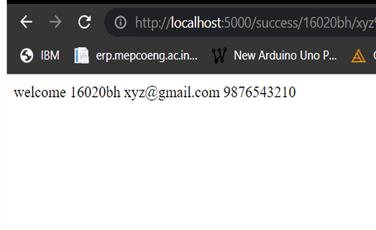 http://localhost:5000/success/16020bh/xyz
IBM erp.mepcoeng.ac.in... New Arduino Uno P...
welcome 16020bh xyz@gmail.com 9876543210